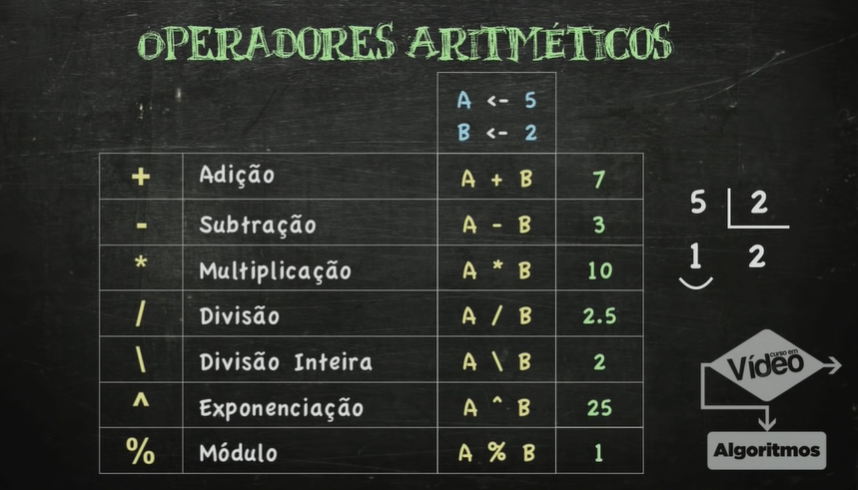 OPERADORES ARITMÉTICOS
A <- 5
B <- 2
+ Adição A + B 7
- Subtração A - B 3
* Multiplicação A * B 10
/ Divisão A / B 2.5
\ Divisão Inteira A \ B 2
^ Exponenciação A ^ B 25
% Módulo A % B 1
5 2
1 2
curso em
Vídeo
Algoritmos